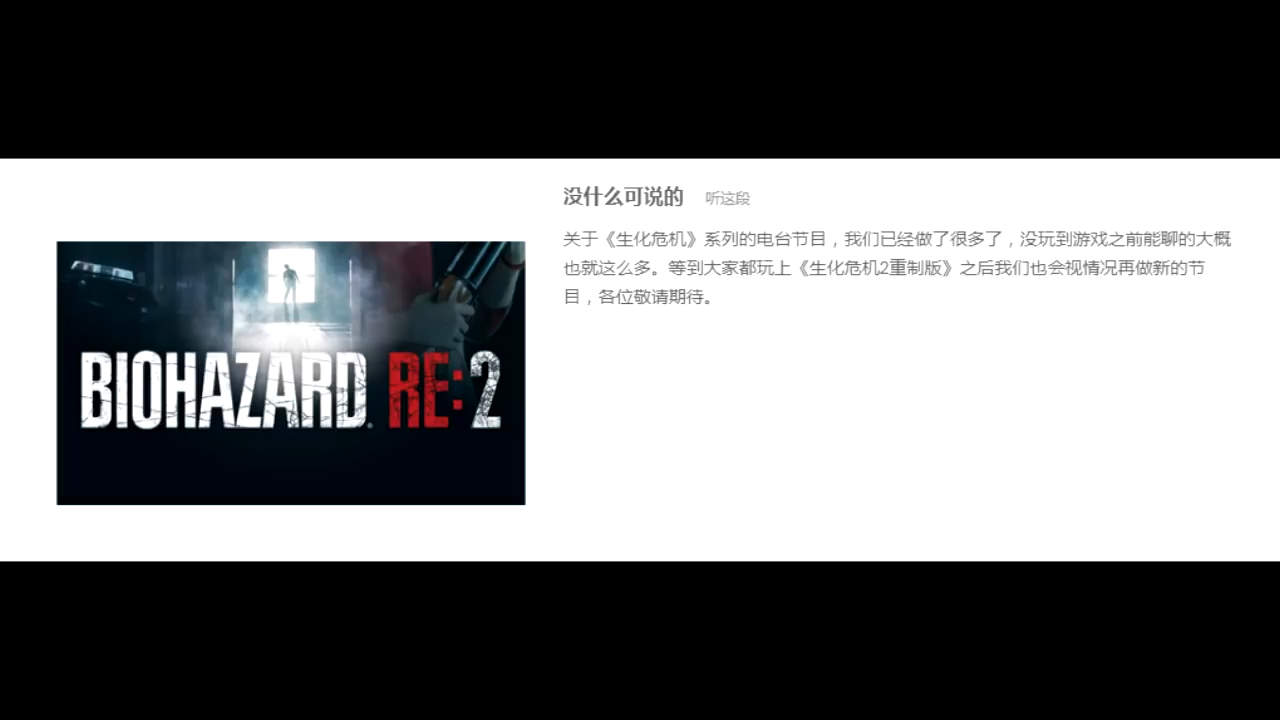 没什么可说的 听这段
关于《生化危机》系列的电台节目，我们已经做了很多了，没玩到游戏之前能聊的大概
也就这么多。等到大家都玩上《生化危机2重制版》之后我们也会视情况再做新的节
目，各位敬请期待。
BIOHAZARD RE:2